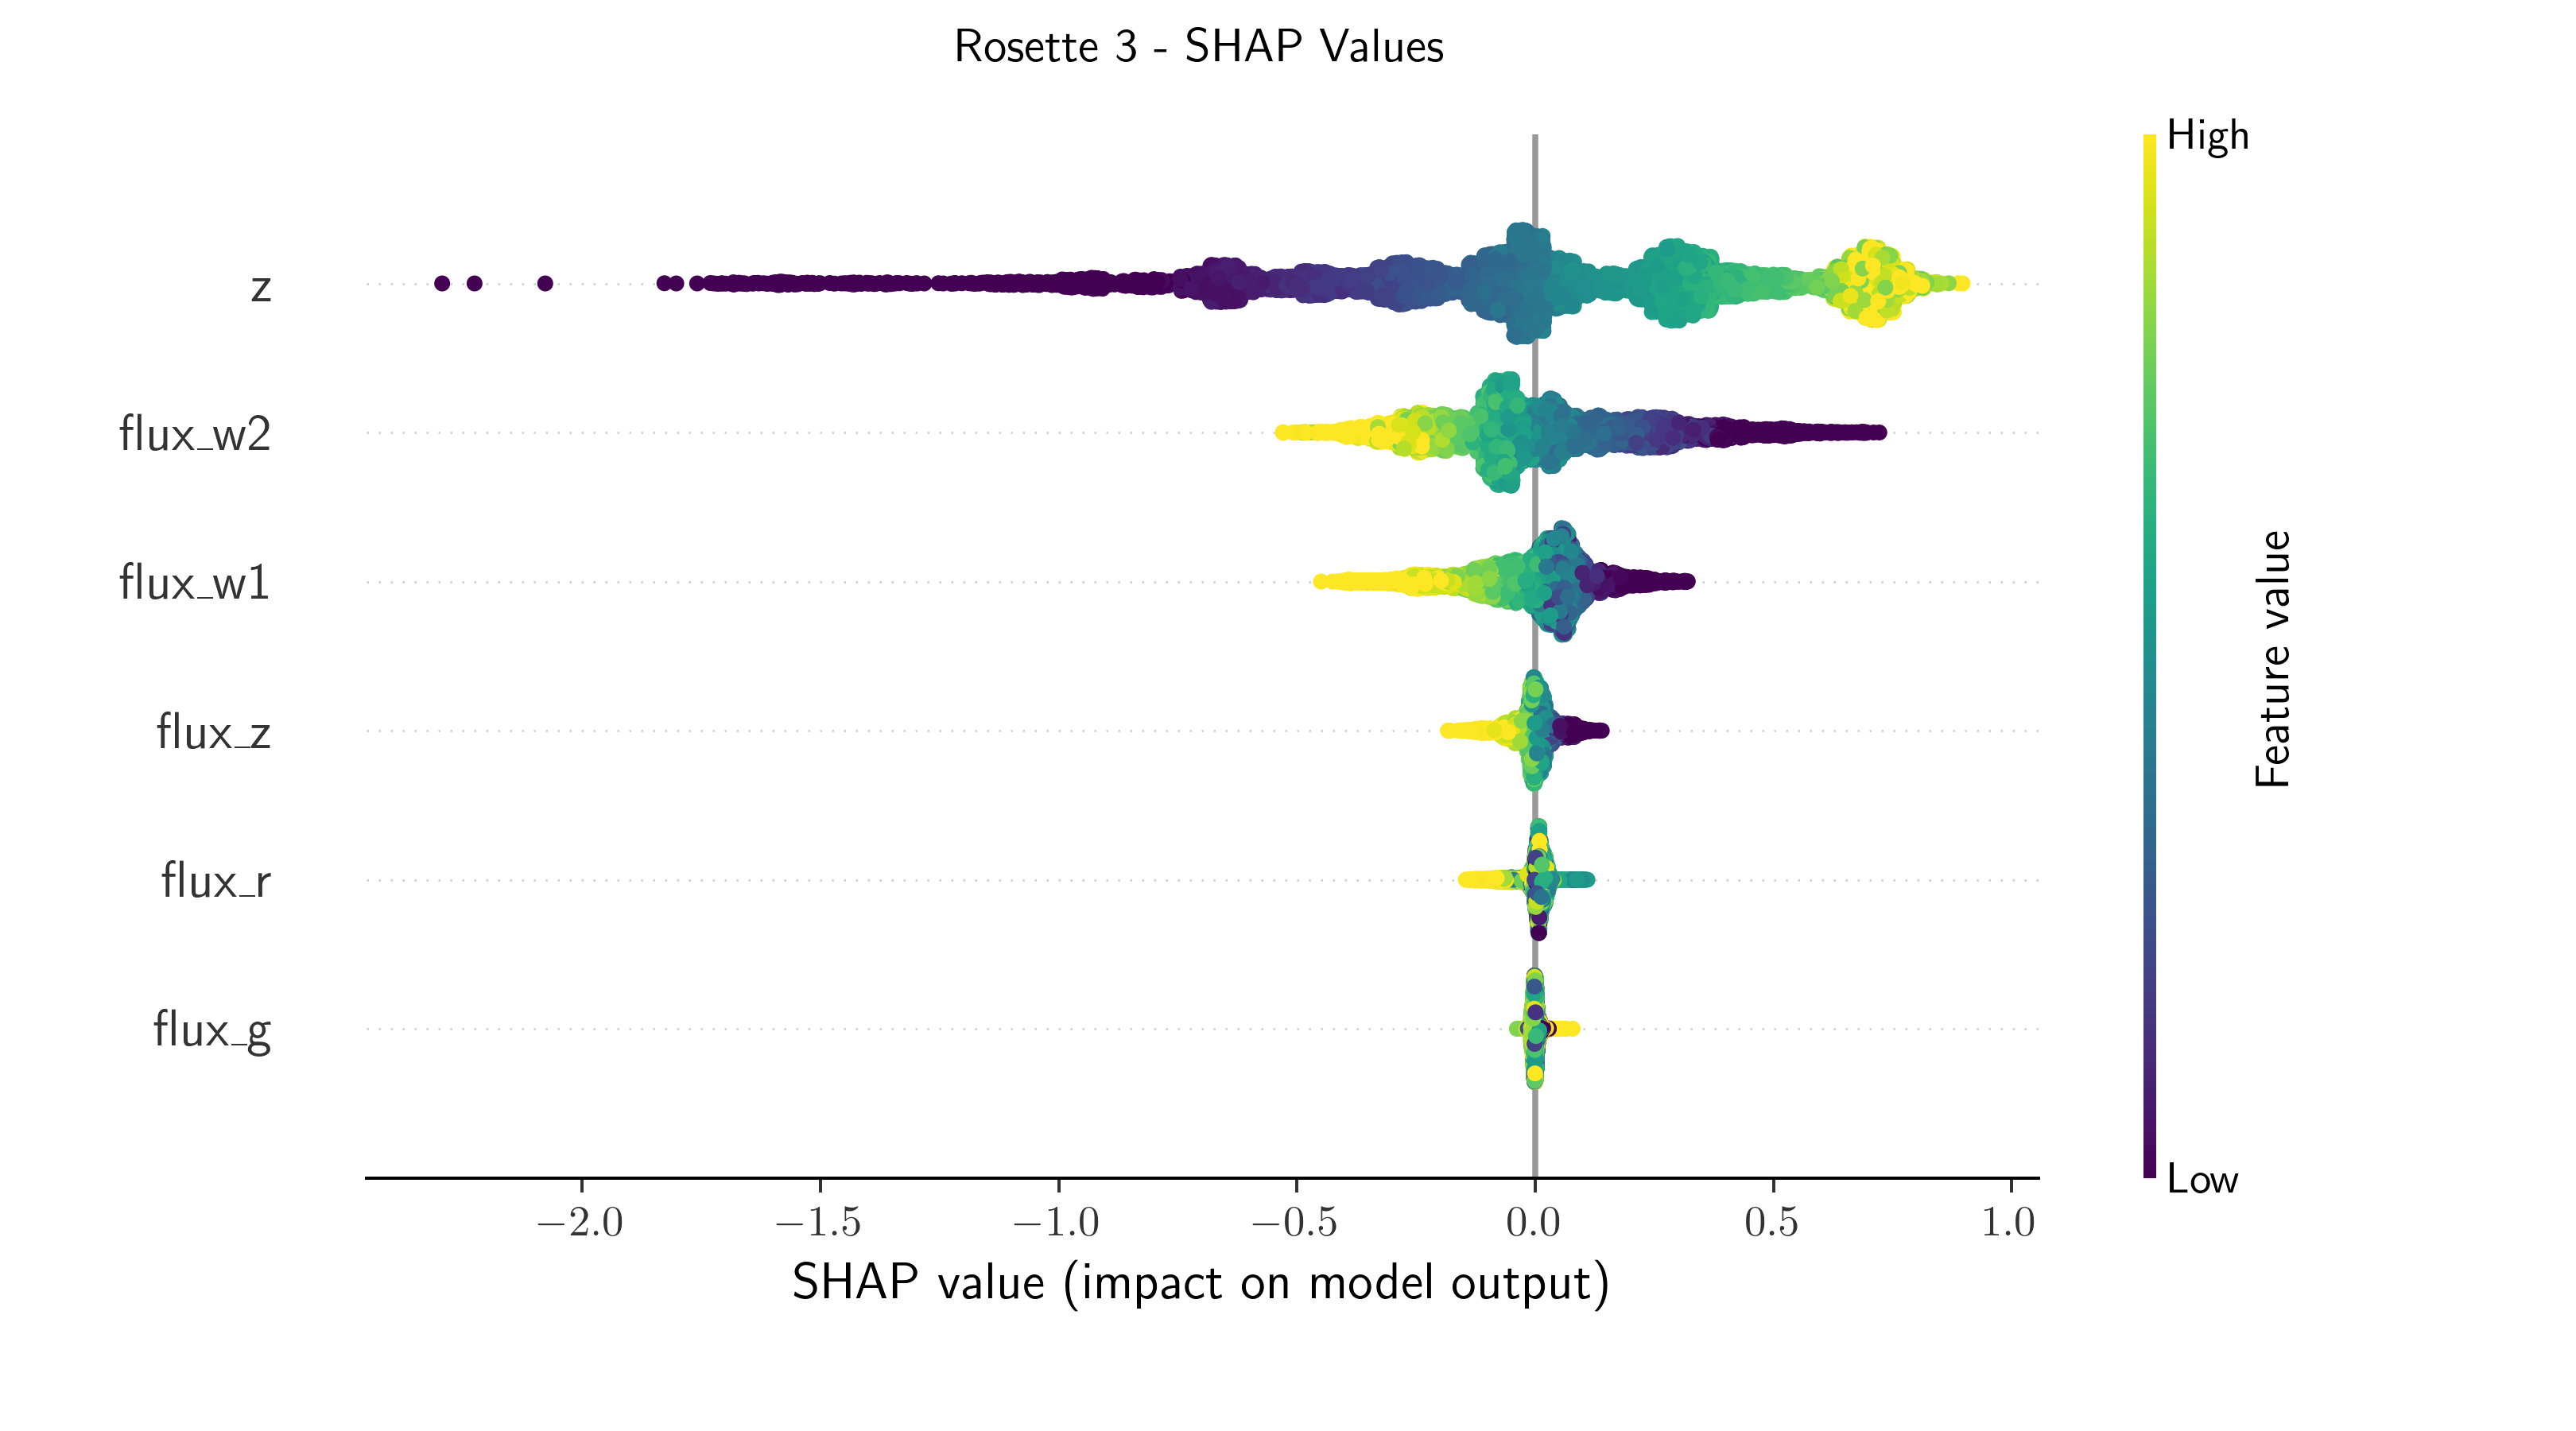 Rosette 3 - SHAP Values
High
z
flux_w2
flux_w1
flux_z
flux_r
flux_g
Feature value
Low
−2.0 −1.5 −1.0 −0.5 0.0 0.5 1.0
SHAP value (impact on model output)